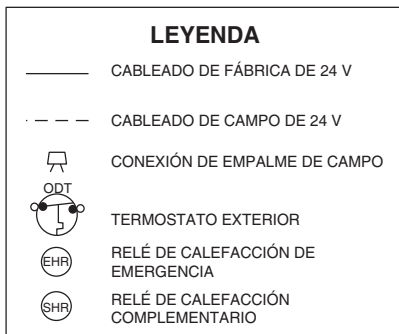 LEYENDA
CABLEADO DE FÁBRICA DE 24 V
CABLEADO DE CAMPO DE 24 V
CONEXIÓN DE EMPALME DE CAMPO
ODT
TERMOSTATO EXTERIOR
EHR
RELÉ DE CALEFACCIÓN DE
EMERGENCIA
SHR
RELÉ DE CALEFACCIÓN
COMPLEMENTARIO